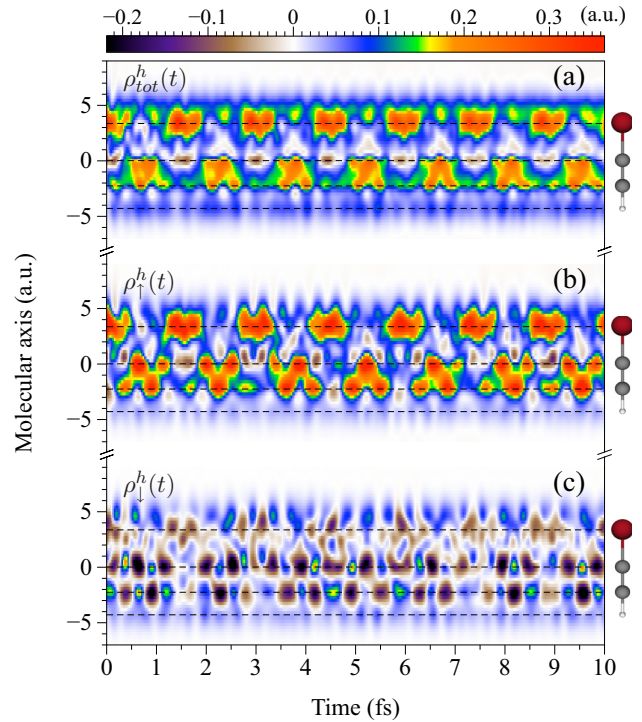 −0.2 −0.1 0 0.1 0.2 0.3 (a.u.)
ρ^h_tot(t) (a)
5
0
−5
ρ^h_↑(t) (b)
5
0
−5
ρ^h_↓(t) (c)
5
0
−5
Molecular axis (a.u.)
0 1 2 3 4 5 6 7 8 9 10
Time (fs)